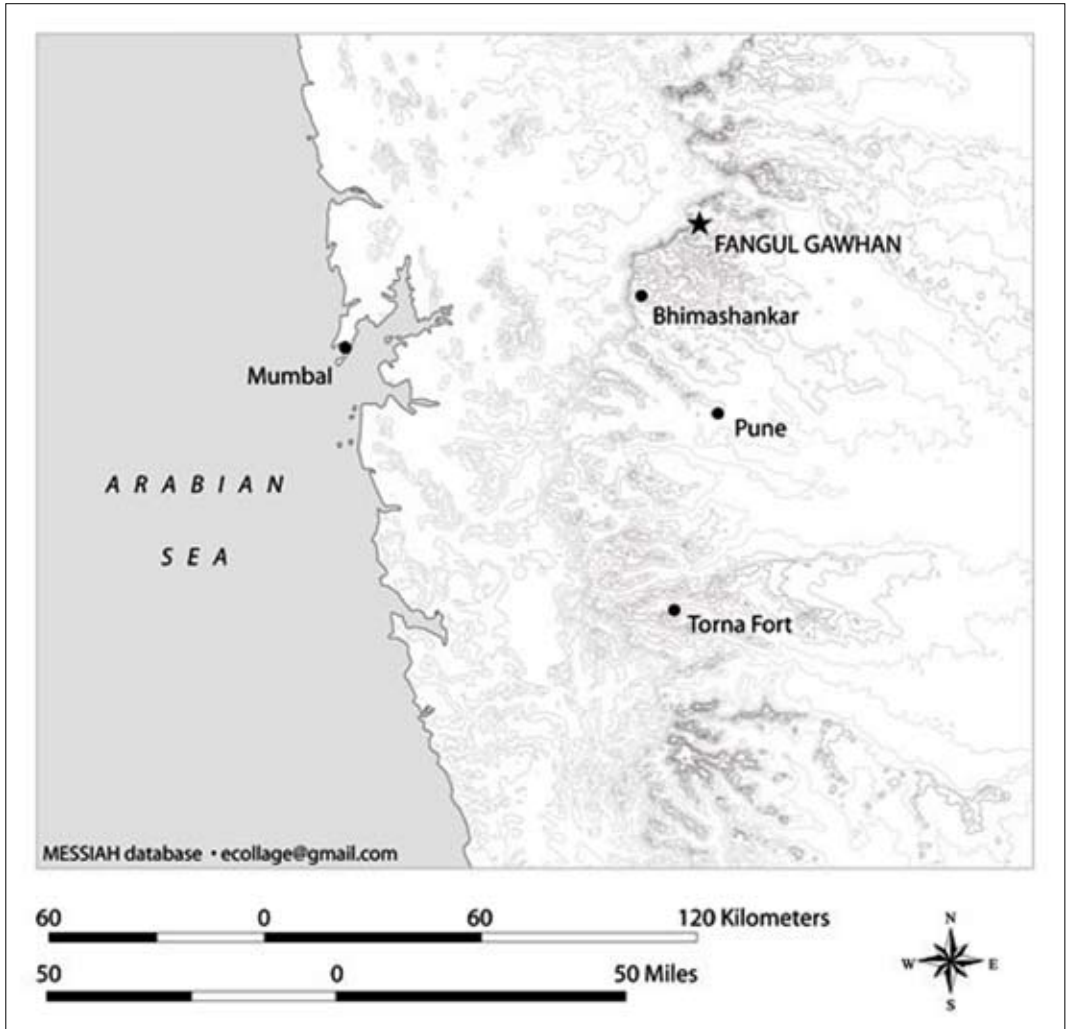 FANGUL GAWHAN
Bhimashankar
Mumbai
Pune
A R A B I A N
S E A
Torna Fort
MESSIAH database • ecollage@gmail.com
60 0 60 120 Kilometers
50 0 50 Miles
N
W E
S